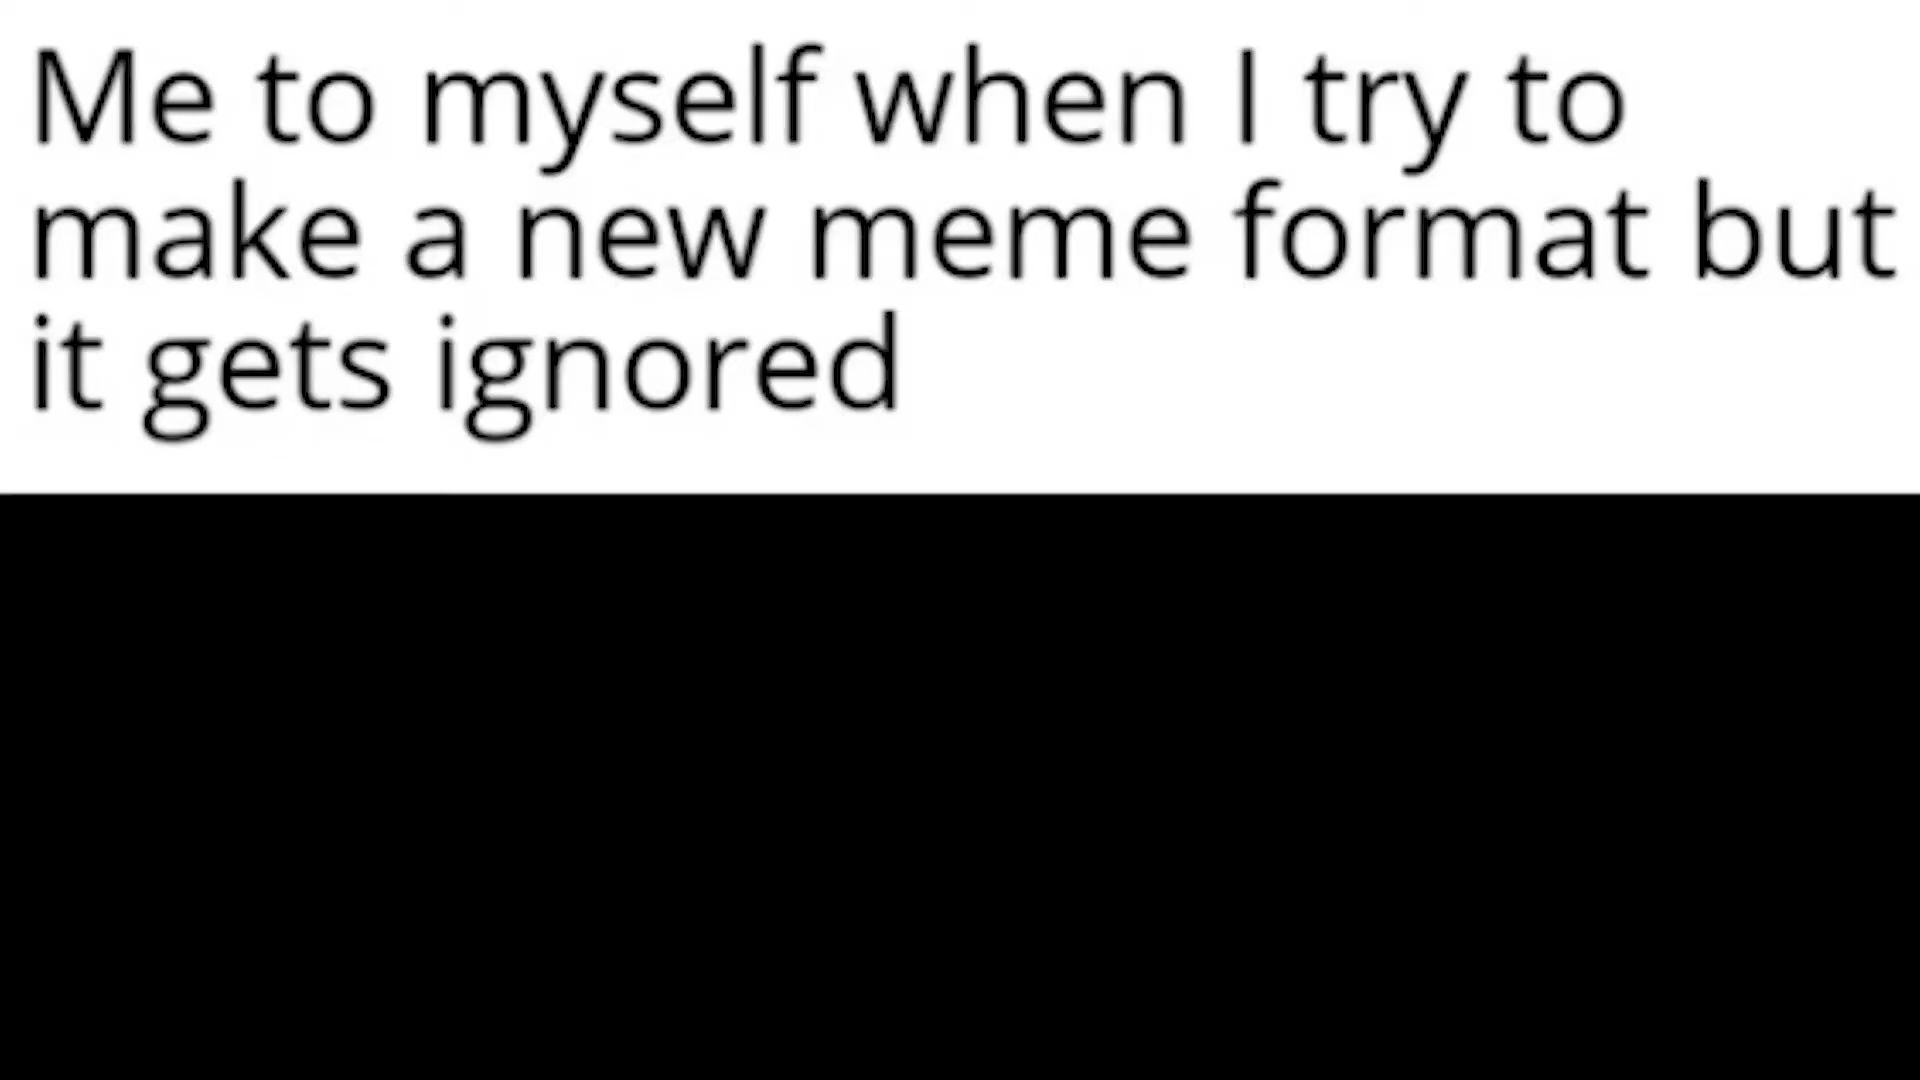 Me to myself when I try to
make a new meme format but
it gets ignored